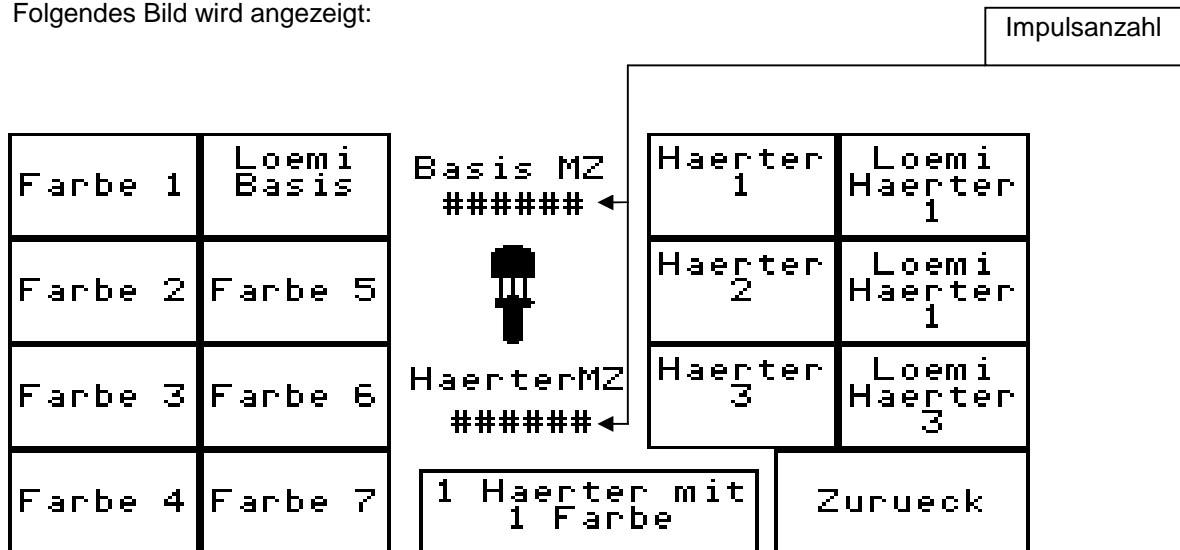 Folgendes Bild wird angezeigt:
Impulsanzahl
Farbe 1
Loemi
Basis
Farbe 2
Farbe 5
Farbe 3
Farbe 6
Farbe 4
Farbe 7
Basis MZ
######
HaerterMZ
######
1 Haerter mit
1 Farbe
Haerter
1
Loemi
Haerter
1
Haerter
2
Loemi
Haerter
1
Haerter
3
Loemi
Haerter
3
Zurueck